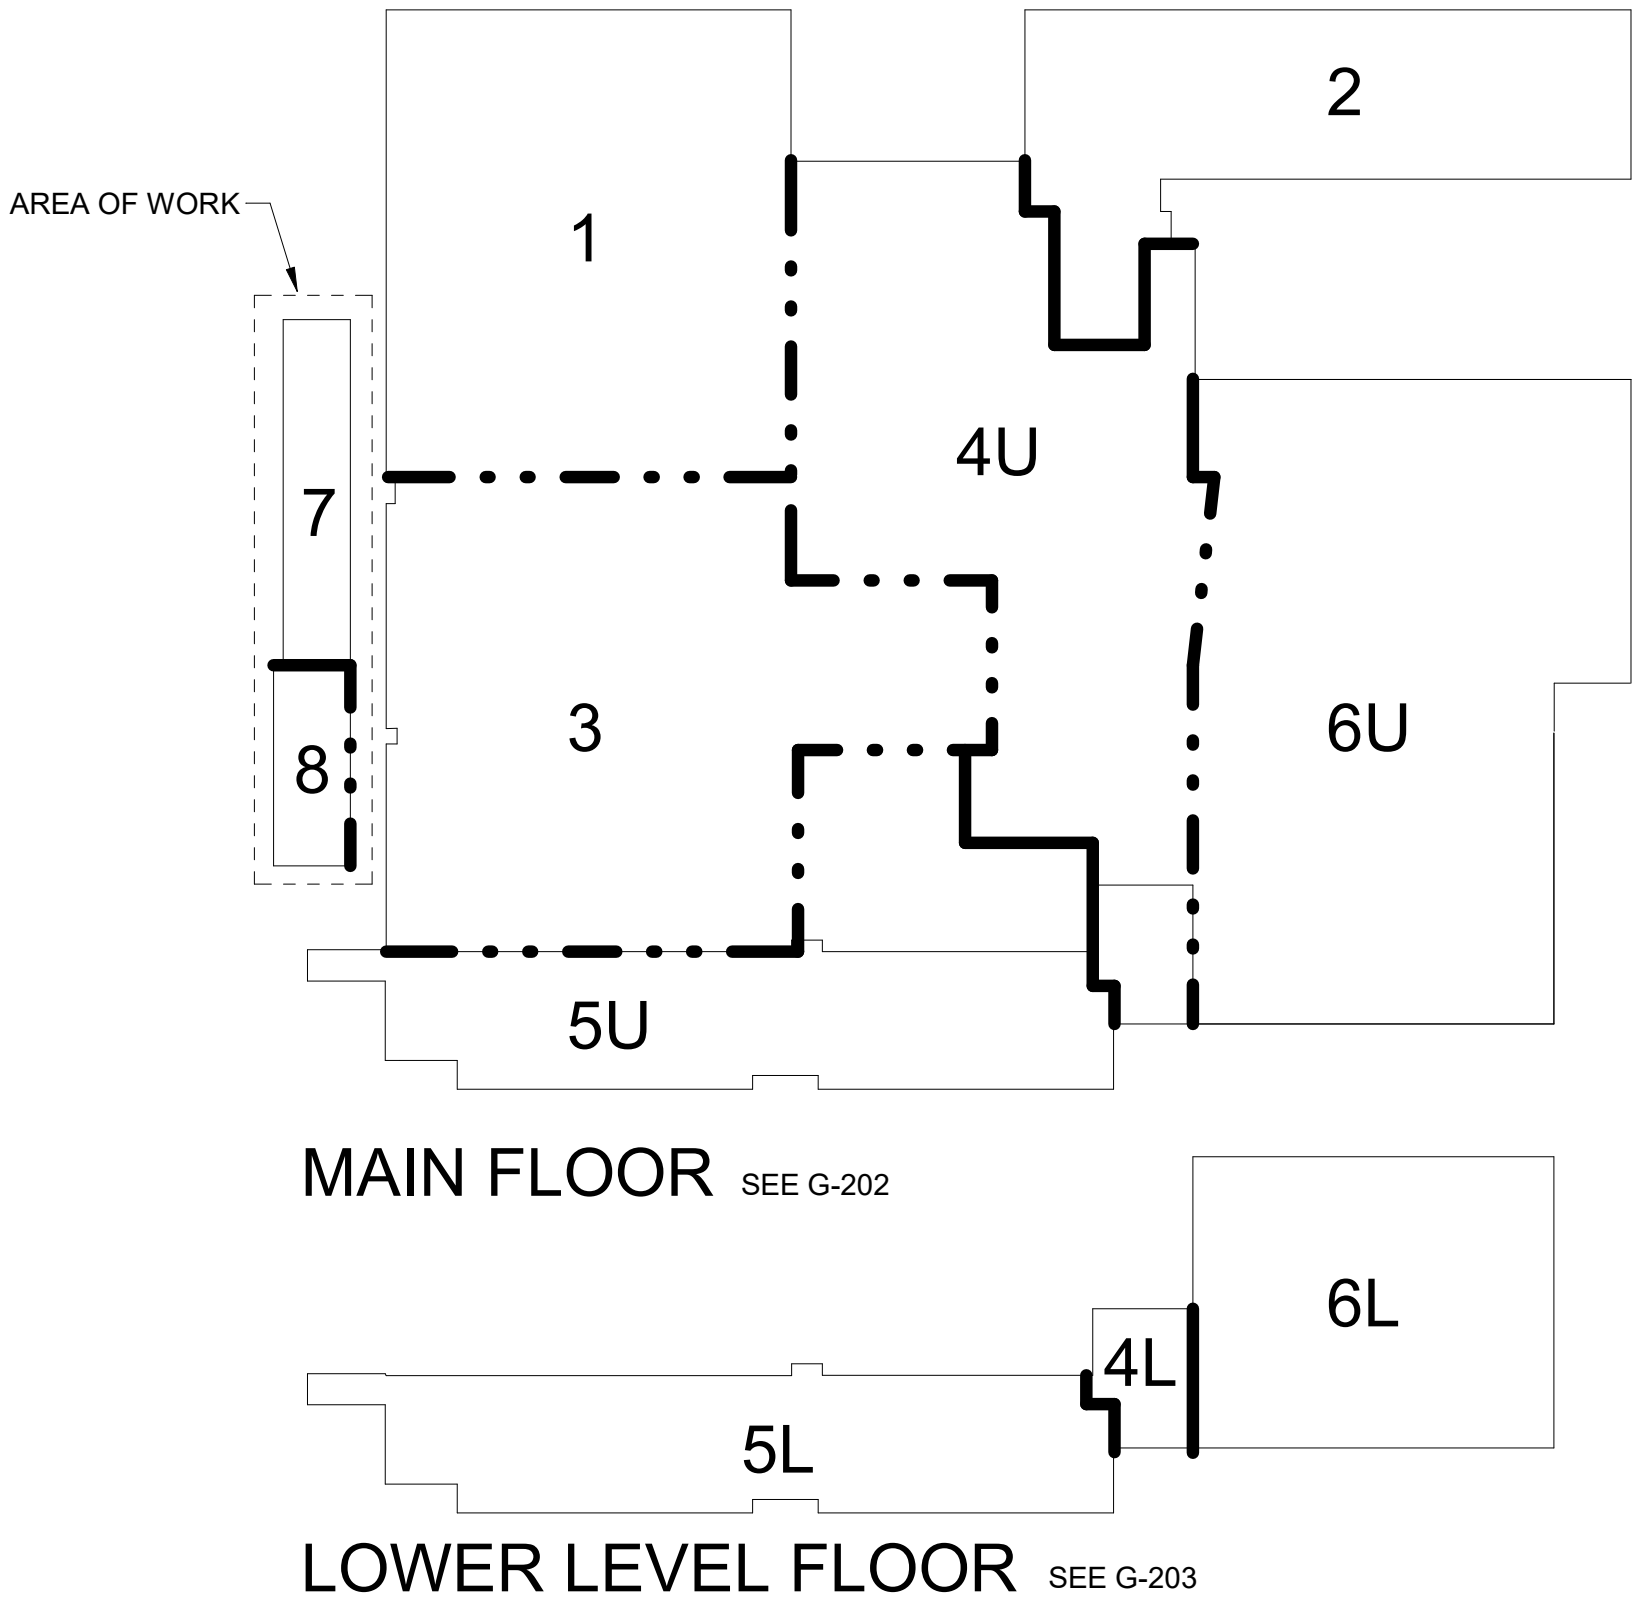 2
AREA OF WORK
1
4U
7
3
6U
8
5U
MAIN FLOOR SEE G-202
6L
4L
5L
LOWER LEVEL FLOOR SEE G-203